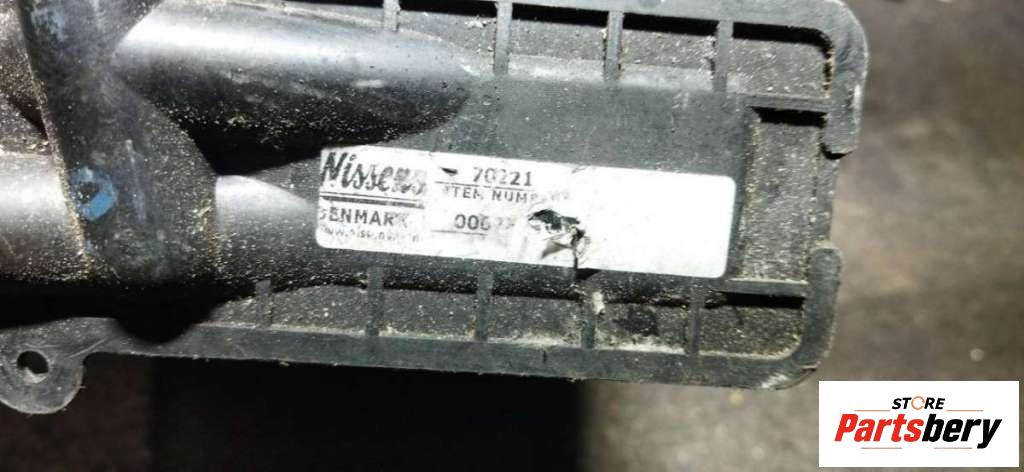 Nissens 70221
ITEM NUMBER
DENMARK
STORE
Partsbery